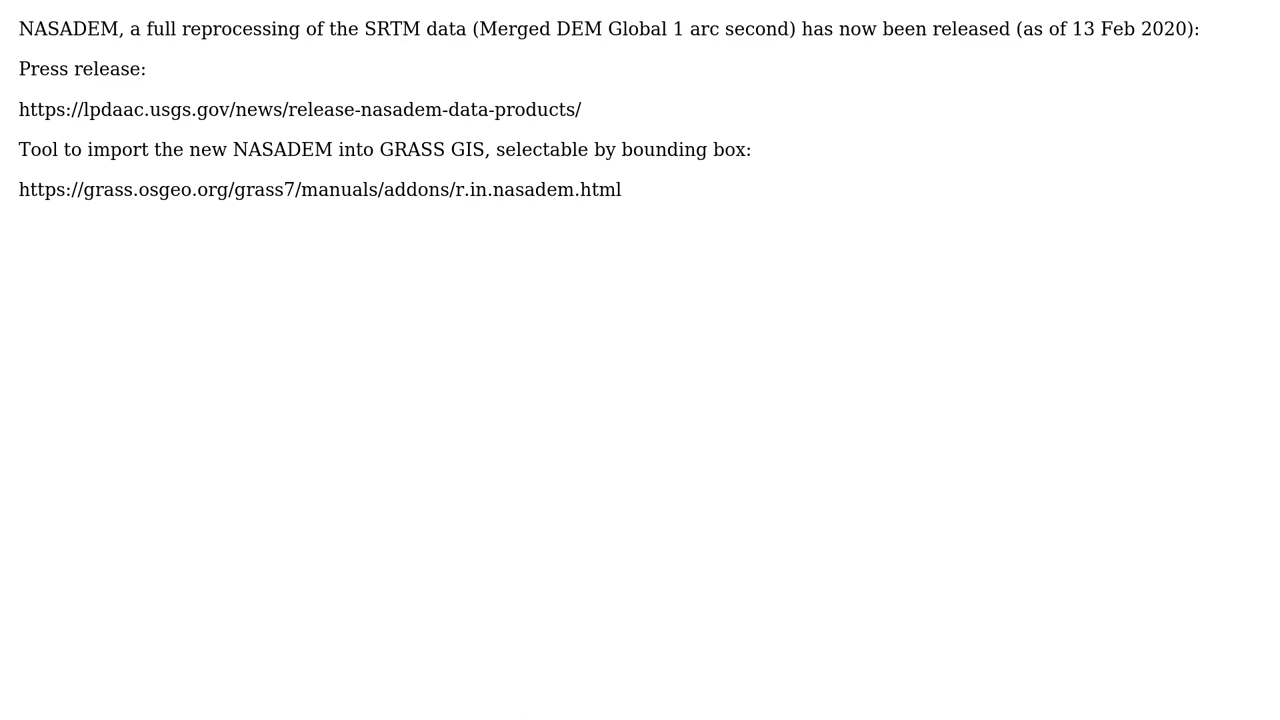 NASADEM, a full reprocessing of the SRTM data (Merged DEM Global 1 arc second) has now been released (as of 13 Feb 2020):
Press release:
https://lpdaac.usgs.gov/news/release-nasadem-data-products/
Tool to import the new NASADEM into GRASS GIS, selectable by bounding box:
https://grass.osgeo.org/grass7/manuals/addons/r.in.nasadem.html